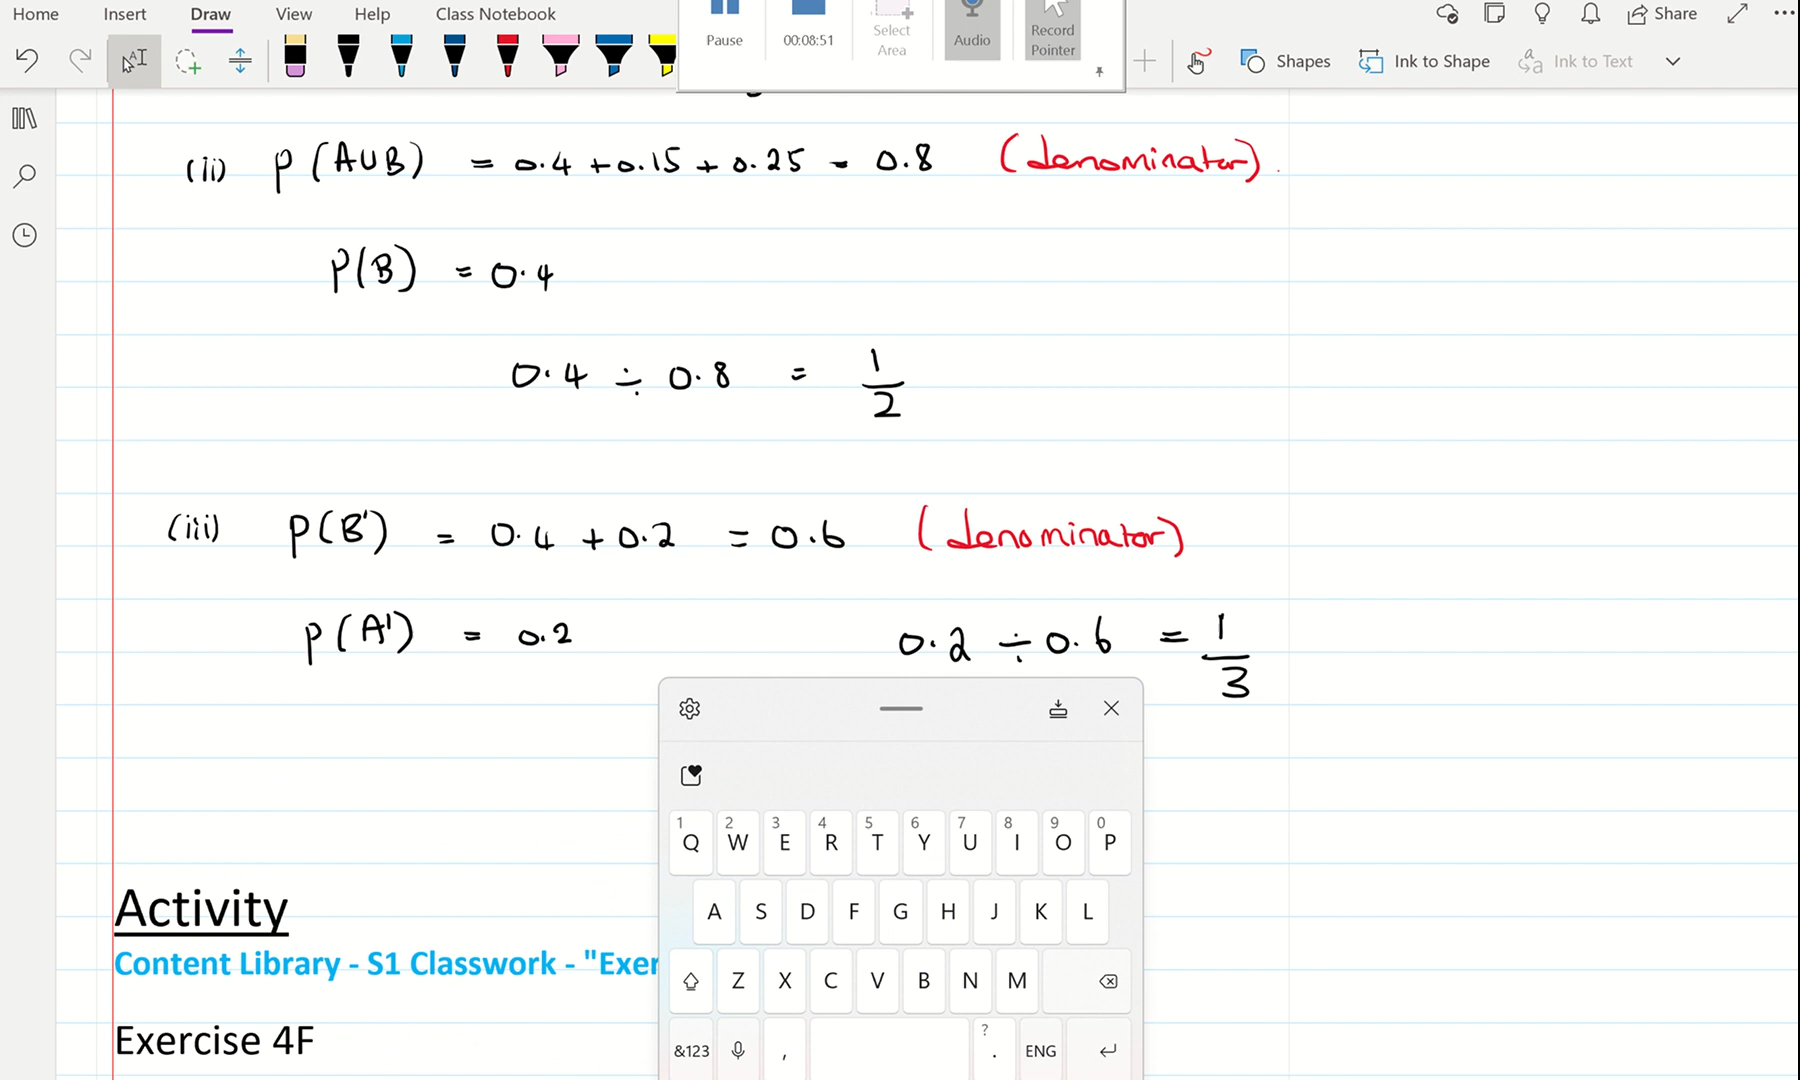 Home Insert Draw View Help Class Notebook
Pause 00:08:51 Select Area Audio Record Pointer
Share
Shapes Ink to Shape Ink to Text
(ii) P(A∪B) = 0.4 + 0.15 + 0.25 = 0.8 (denominator).
P(B) = 0.4
0.4 ÷ 0.8 = 1/2
(iii) P(B') = 0.4 + 0.2 = 0.6 (denominator)
P(A') = 0.2 0.2 ÷ 0.6 = 1/3
1 2 3 4 5 6 7 8 9 0
Q W E R T Y U I O P
A S D F G H J K L
Activity
Content Library - S1 Classwork - "Exer
Z X C V B N M
Exercise 4F
&123 , ? . ENG